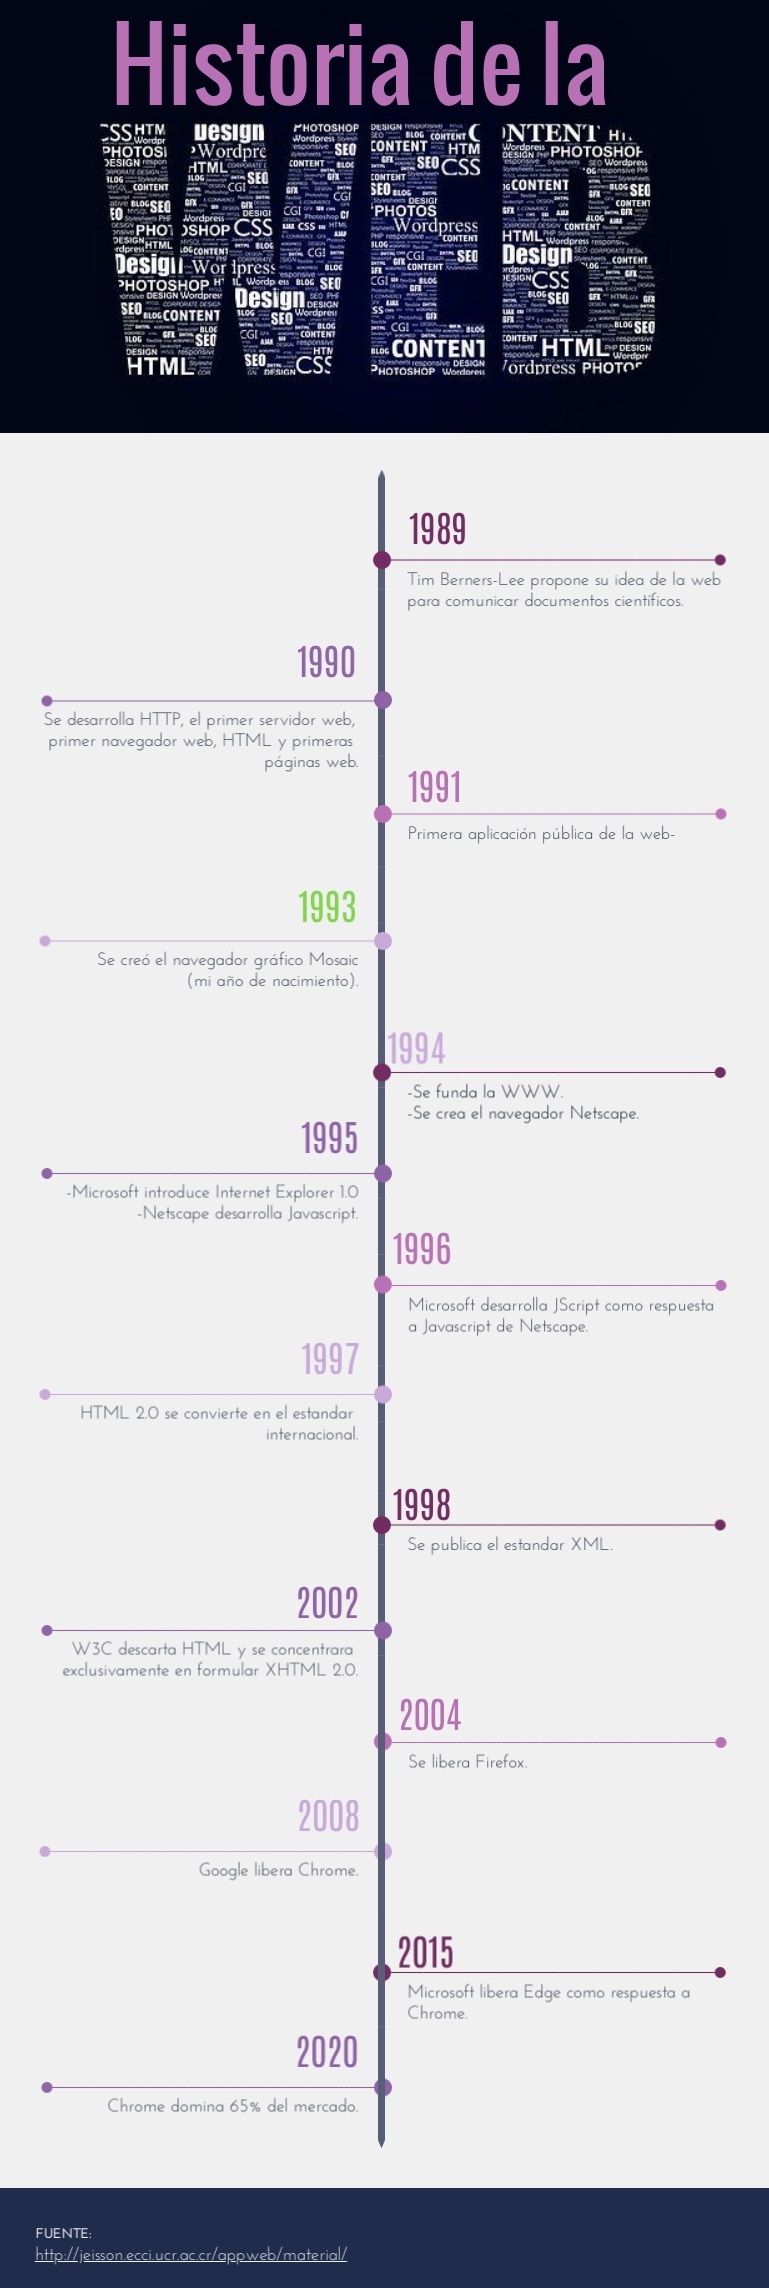 Historia de la
WEB
1989
Tim Berners-Lee propone su idea de la web
para comunicar documentos científicos.
1990
Se desarrolla HTTP, el primer servidor web,
primer navegador web, HTML y primeras
páginas web.
1991
Primera aplicación pública de la web-
1993
Se creó el navegador gráfico Mosaic
(mi año de nacimiento).
1994
-Se funda la WWW.
-Se crea el navegador Netscape.
1995
-Microsoft introduce Internet Explorer 1.0
-Netscape desarrolla Javascript.
1996
Microsoft desarrolla JScript como respuesta
a Javascript de Netscape.
1997
HTML 2.0 se convierte en el estandar
internacional.
1998
Se publica el estandar XML.
2002
W3C descarta HTML y se concentrara
exclusivamente en formular XHTML 2.0.
2004
Se libera Firefox.
2008
Google libera Chrome.
2015
Microsoft libera Edge como respuesta a
Chrome.
2020
Chrome domina 65% del mercado.
FUENTE:
http://jeisson.ecci.ucr.ac.cr/appweb/material/